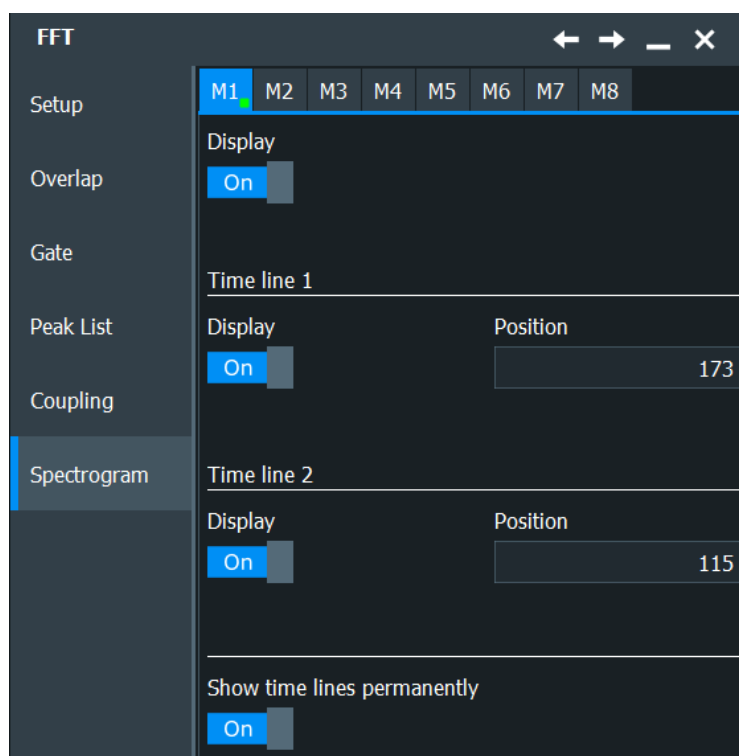 FFT
Setup
Overlap
Gate
Peak List
Coupling
Spectrogram
M1 M2 M3 M4 M5 M6 M7 M8
Display
On
Time line 1
Display Position
On 173
Time line 2
Display Position
On 115
Show time lines permanently
On